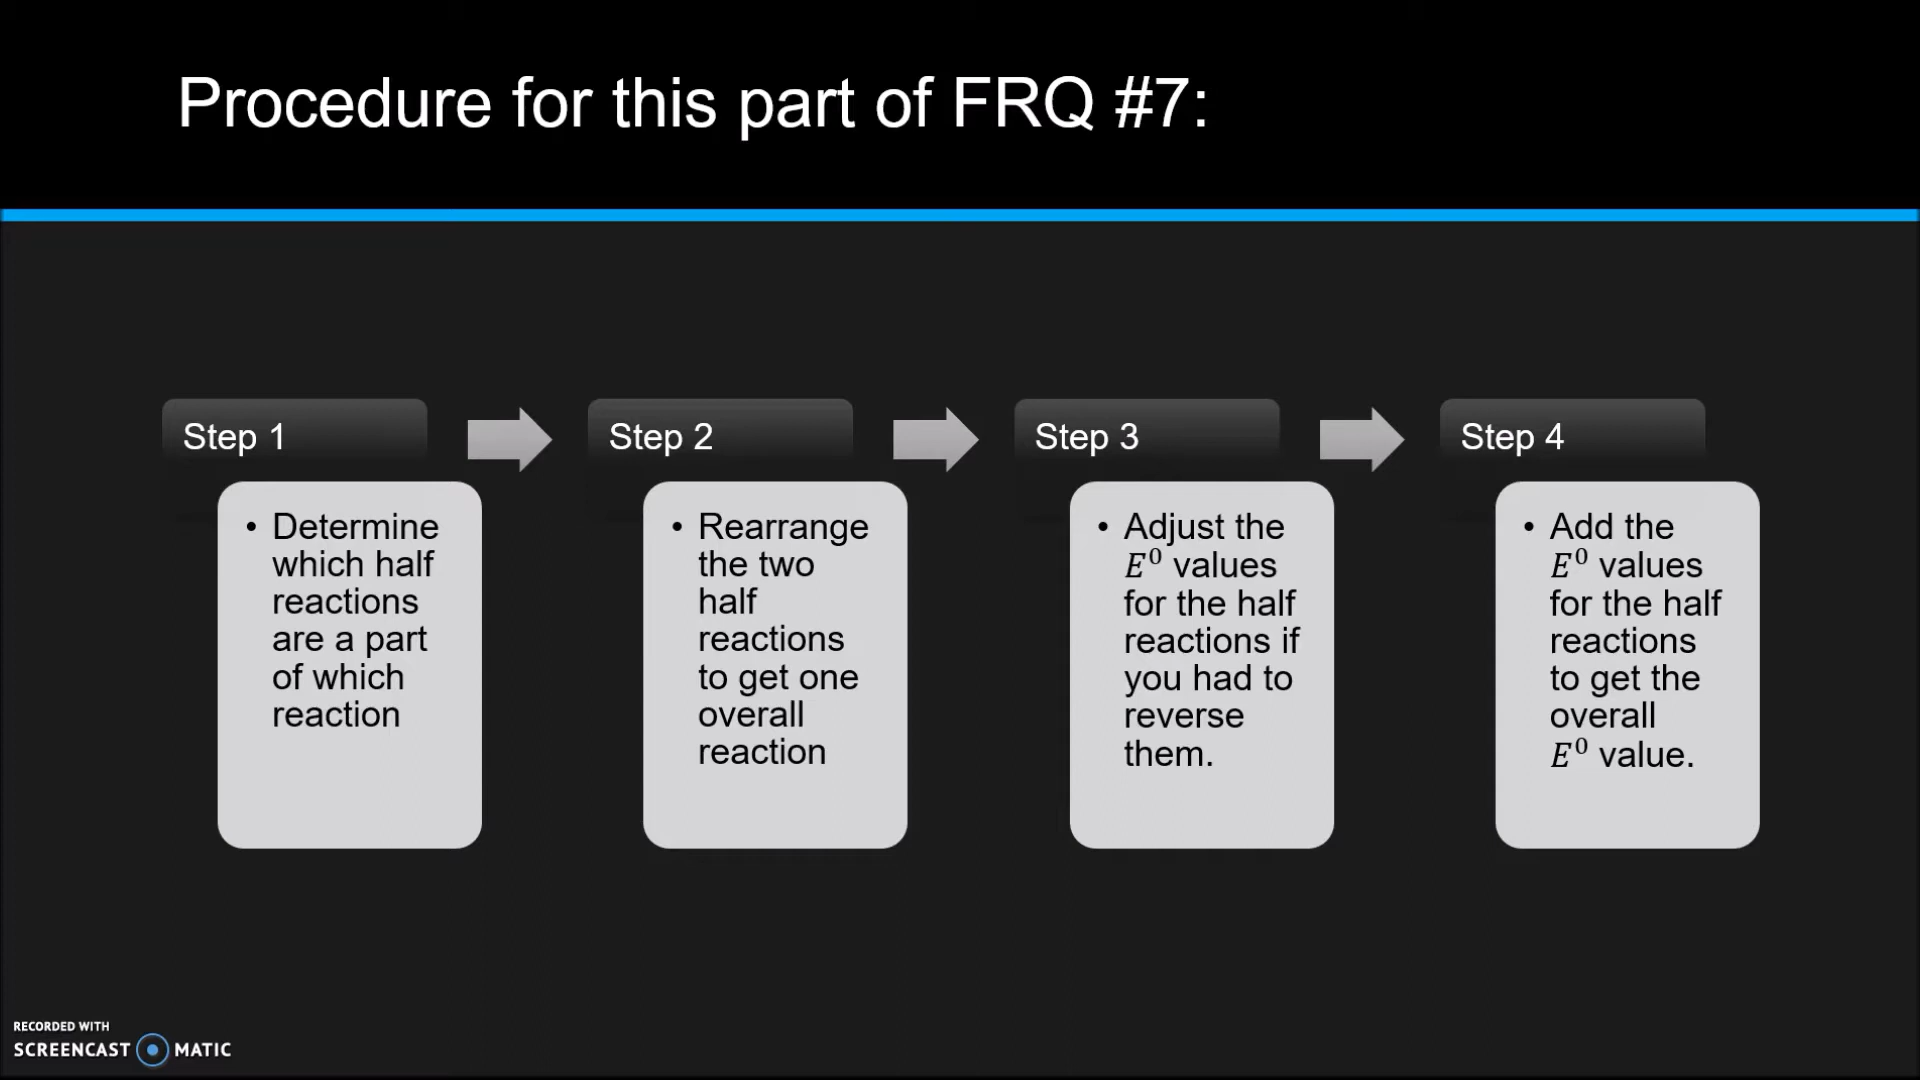 Procedure for this part of FRQ #7:
Step 1
• Determine
which half
reactions
are a part
of which
reaction
Step 2
• Rearrange
the two
half
reactions
to get one
overall
reaction
Step 3
• Adjust the
E⁰ values
for the half
reactions if
you had to
reverse
them.
Step 4
• Add the
E⁰ values
for the half
reactions
to get the
overall
E⁰ value.
RECORDED WITH
SCREENCAST MATIC